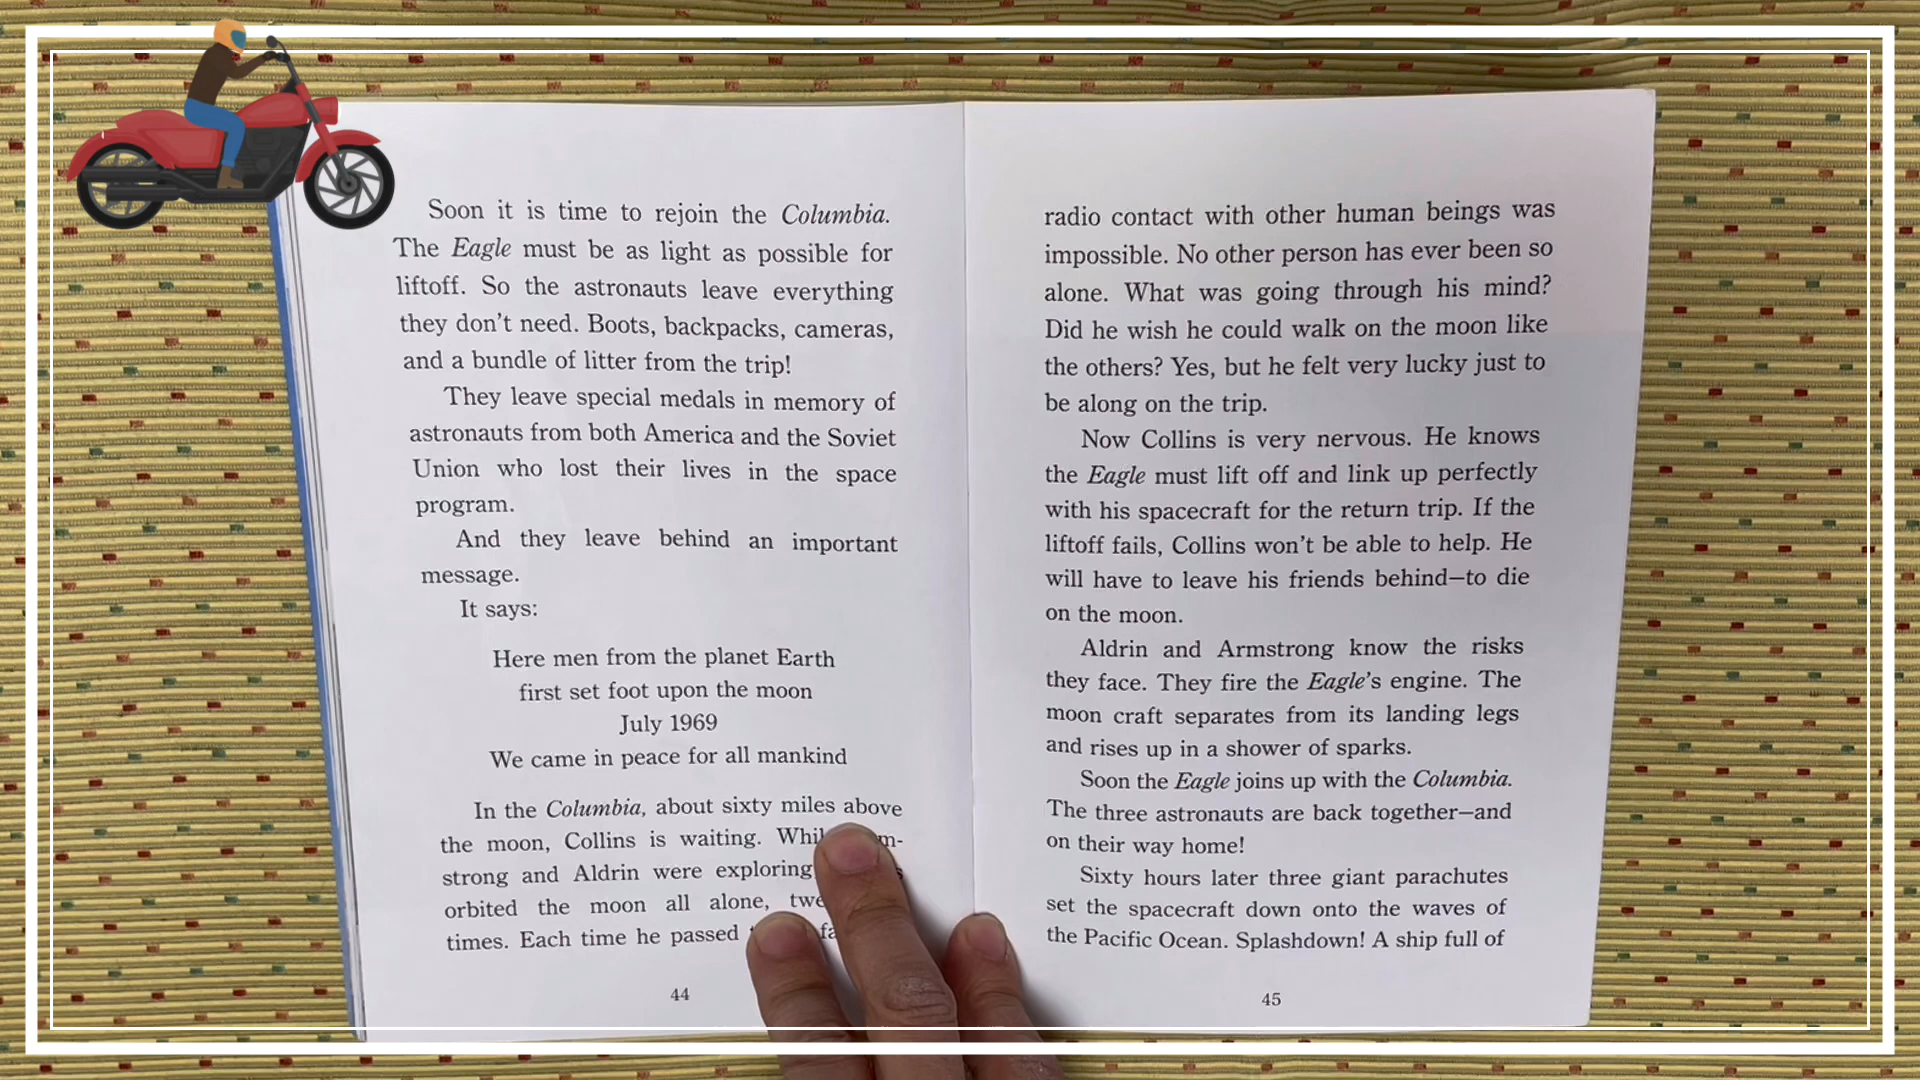 Soon it is time to rejoin the Columbia.
The Eagle must be as light as possible for
liftoff. So the astronauts leave everything
they don't need. Boots, backpacks, cameras,
and a bundle of litter from the trip!
They leave special medals in memory of
astronauts from both America and the Soviet
Union who lost their lives in the space
program.
And they leave behind an important
message.
It says:
Here men from the planet Earth
first set foot upon the moon
July 1969
We came in peace for all mankind
In the Columbia, about sixty miles above
the moon, Collins is waiting.
strong and Aldrin were exploring
orbited the moon all alone,
times. Each time he passed
44
radio contact with other human beings was
impossible. No other person has ever been so
alone. What was going through his mind?
Did he wish he could walk on the moon like
the others? Yes, but he felt very lucky just to
be along on the trip.
Now Collins is very nervous. He knows
the Eagle must lift off and link up perfectly
with his spacecraft for the return trip. If the
liftoff fails, Collins won't be able to help. He
will have to leave his friends behind—to die
on the moon.
Aldrin and Armstrong know the risks
they face. They fire the Eagle's engine. The
moon craft separates from its landing legs
and rises up in a shower of sparks.
Soon the Eagle joins up with the Columbia.
The three astronauts are back together—and
on their way home!
Sixty hours later three giant parachutes
set the spacecraft down onto the waves of
the Pacific Ocean. Splashdown! A ship full of
45